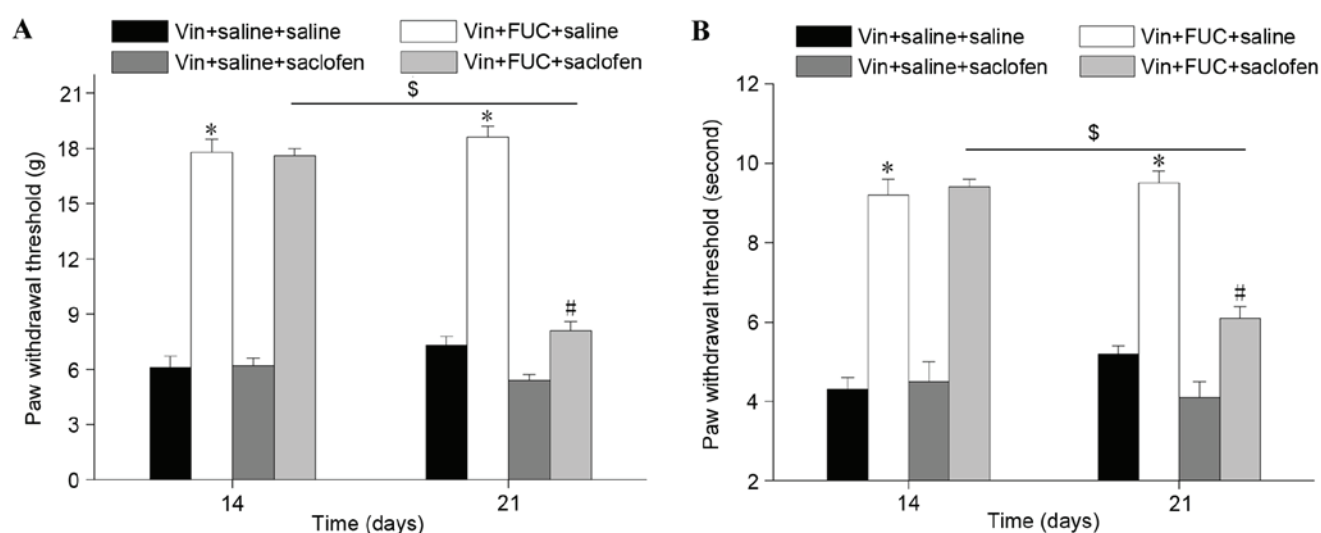 A
Vin+saline+saline
Vin+FUC+saline
Vin+saline+saclofen
Vin+FUC+saclofen
Paw withdrawal threshold (g)
21
18
15
12
9
6
3
0
*
$
*
#
14
21
Time (days)
B
Vin+saline+saline
Vin+FUC+saline
Vin+saline+saclofen
Vin+FUC+saclofen
Paw withdrawal threshold (second)
12
10
8
6
4
2
*
$
*
#
14
21
Time (days)